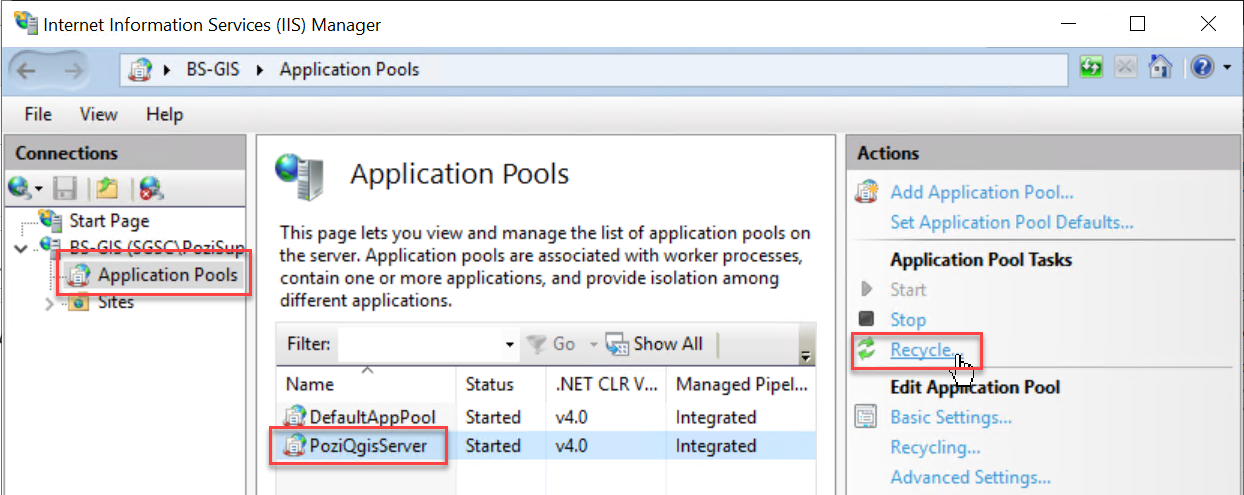 Internet Information Services (IIS) Manager
BS-GIS
Application Pools
File
View
Help
Connections
Start Page
BS-GIS (SGSC\PoziSup
Application Pools
Sites
Application Pools
This page lets you view and manage the list of application pools on
the server. Application pools are associated with worker processes,
contain one or more applications, and provide isolation among
different applications.
Filter:
Go
Show All
Name
Status
.NET CLR V...
Managed Pipel...
DefaultAppPool
Started
v4.0
Integrated
PoziQgisServer
Started
v4.0
Integrated
Actions
Add Application Pool...
Set Application Pool Defaults...
Application Pool Tasks
Start
Stop
Recycle...
Edit Application Pool
Basic Settings...
Recycling...
Advanced Settings...